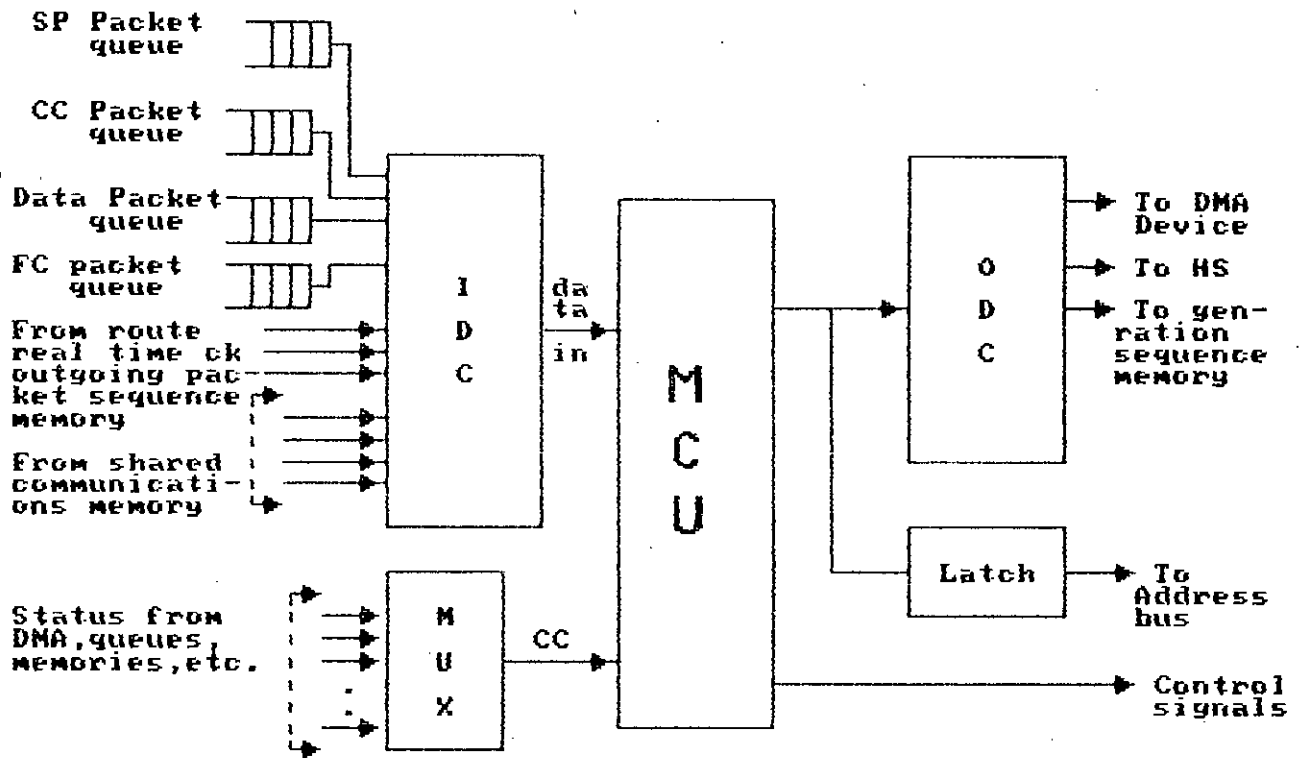 SP Packet
queue
CC Packet
queue
Data Packet
queue
FC packet
queue
From route
real time ck
outgoing pac-
ket sequence
memory
From shared
communicati-
ons memory
I
D
C
da
ta
in
Status from
DMA,queues,
memories,etc.
M
U
X
CC
M
C
U
O
D
C
To DMA
Device
To HS
To gen-
ration
sequence
memory
Latch
To
Address
bus
Control
signals